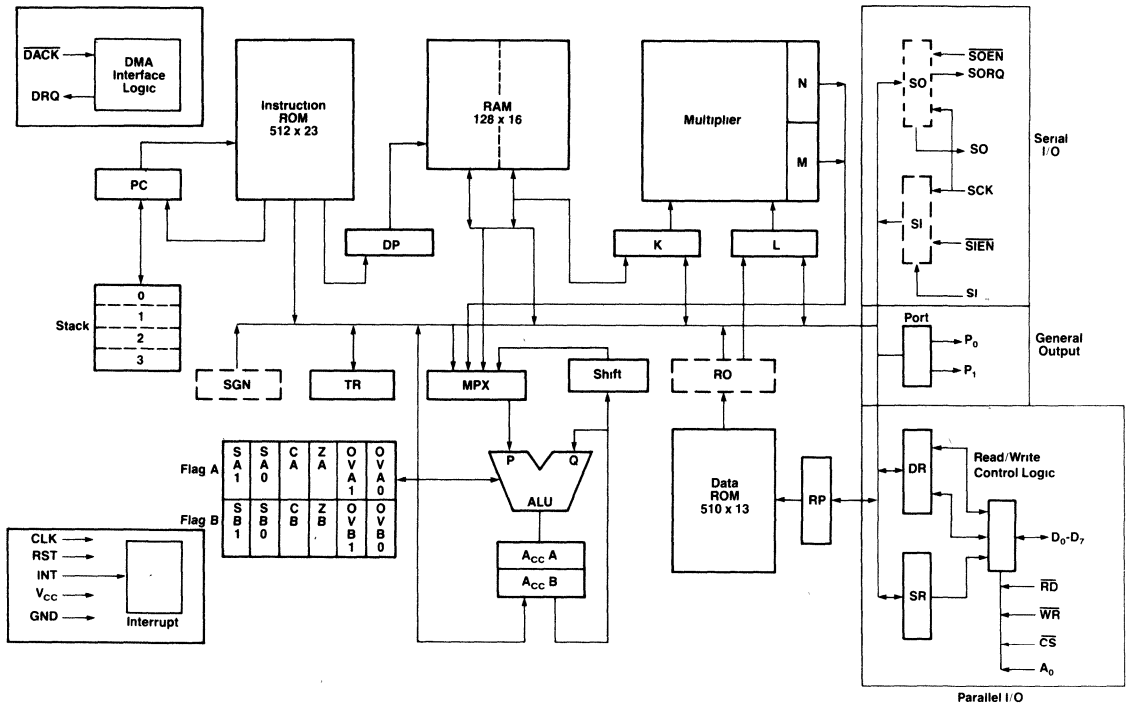 DACK
DRQ
DMA
Interface
Logic
Instruction
ROM
512 x 23
RAM
128 x 16
Multiplier
N
M
SO
SOEN
SORQ
SO
SCK
SI
SIEN
SI
Serial
I/O
PC
DP
K
L
Stack
0
1
2
3
Port
P0
P1
General
Output
SGN
TR
MPX
Shift
RO
P
Q
ALU
Flag A
SA1
SA0
CA
ZA
OVA1
OVA0
Flag B
SB1
SB0
CB
ZB
OVB1
OVB0
ACC A
ACC B
Data
ROM
510 x 13
RP
DR
SR
Read/Write
Control Logic
D0-D7
RD
WR
CS
A0
Parallel I/O
CLK
RST
INT
VCC
GND
Interrupt